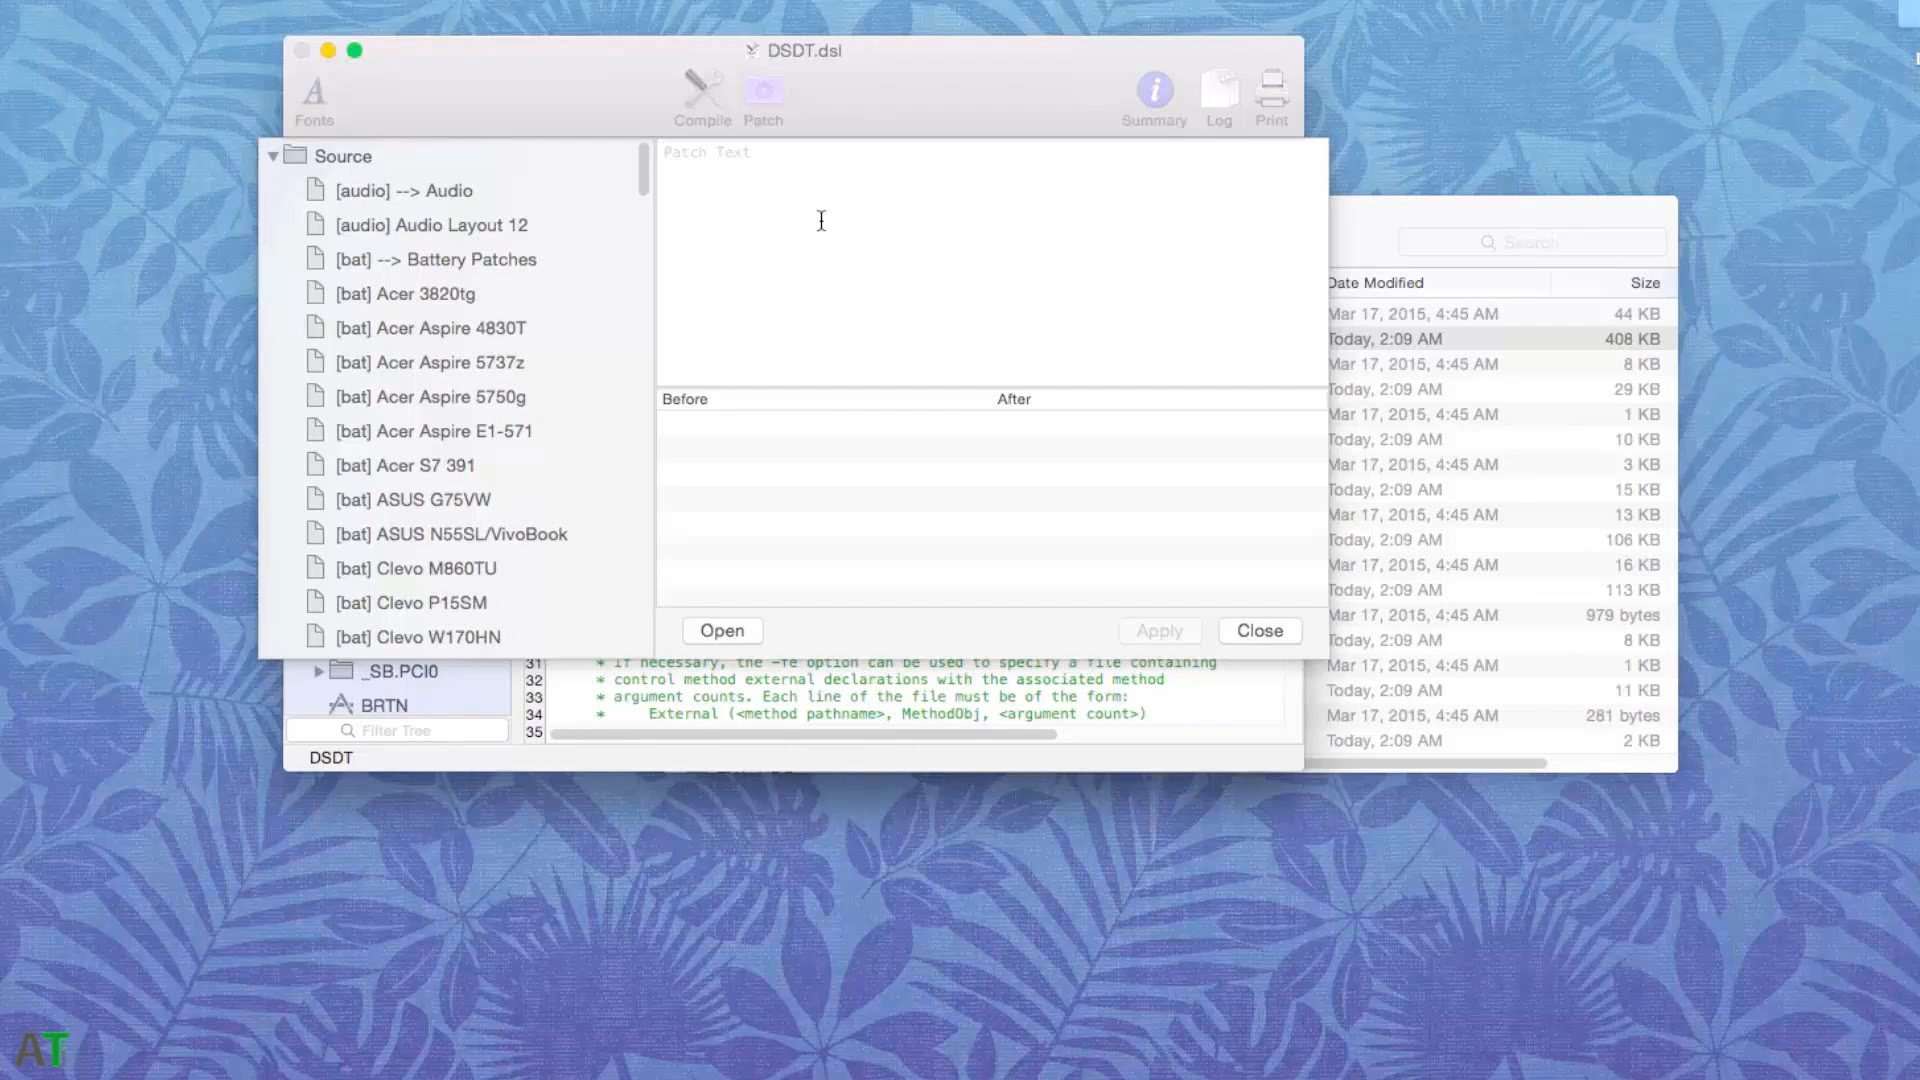 DSDT.dsl
Fonts
Compile
Patch
Summary
Log
Print
Source
[audio] --> Audio
[audio] Audio Layout 12
[bat] --> Battery Patches
[bat] Acer 3820tg
[bat] Acer Aspire 4830T
[bat] Acer Aspire 5737z
[bat] Acer Aspire 5750g
[bat] Acer Aspire E1-571
[bat] Acer S7 391
[bat] ASUS G75VW
[bat] ASUS N55SL/VivoBook
[bat] Clevo M860TU
[bat] Clevo P15SM
[bat] Clevo W170HN
Patch Text
Before After
Open
Apply
Close
_SB.PCI0
BRTN
Filter Tree
31 * If necessary, the -fe option can be used to specify a file containing
32 * control method external declarations with the associated method
33 * argument counts. Each line of the file must be of the form:
34 * External (<method pathname>, MethodObj, <argument count>)
35
DSDT
Search
Date Modified Size
Mar 17, 2015, 4:45 AM 44 KB
Today, 2:09 AM 408 KB
Mar 17, 2015, 4:45 AM 8 KB
Today, 2:09 AM 29 KB
Mar 17, 2015, 4:45 AM 1 KB
Today, 2:09 AM 10 KB
Mar 17, 2015, 4:45 AM 3 KB
Today, 2:09 AM 15 KB
Mar 17, 2015, 4:45 AM 13 KB
Today, 2:09 AM 106 KB
Mar 17, 2015, 4:45 AM 16 KB
Today, 2:09 AM 113 KB
Mar 17, 2015, 4:45 AM 979 bytes
Today, 2:09 AM 8 KB
Mar 17, 2015, 4:45 AM 1 KB
Today, 2:09 AM 11 KB
Mar 17, 2015, 4:45 AM 281 bytes
Today, 2:09 AM 2 KB
AT